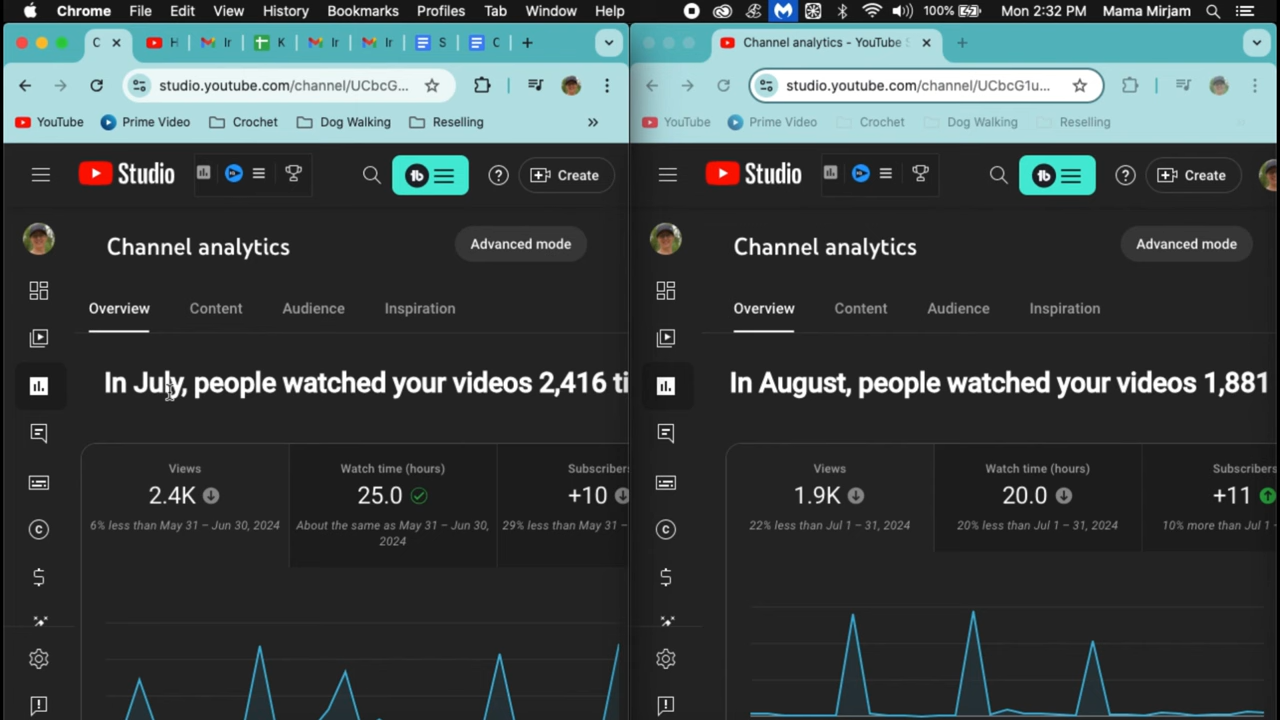 Chrome File Edit View History Bookmarks Profiles Tab Window Help 100% Mon 2:32 PM Mama Mirjam
C H Ir K Ir Ir S C
studio.youtube.com/channel/UCbcG...
YouTube Prime Video Crochet Dog Walking Reselling »
Studio
Create
Channel analytics
Advanced mode
Overview Content Audience Inspiration
In July, people watched your videos 2,416 ti
Views
2.4K
6% less than May 31 – Jun 30, 2024
Watch time (hours)
25.0
About the same as May 31 – Jun 30,
2024
Subscribers
+10
29% less than May 31 –
Channel analytics - YouTube S
studio.youtube.com/channel/UCbcG1u...
YouTube Prime Video Crochet Dog Walking Reselling
Studio
Create
Channel analytics
Advanced mode
Overview Content Audience Inspiration
In August, people watched your videos 1,881
Views
1.9K
22% less than Jul 1 – 31, 2024
Watch time (hours)
20.0
20% less than Jul 1 – 31, 2024
Subscribers
+11
10% more than Jul 1 –